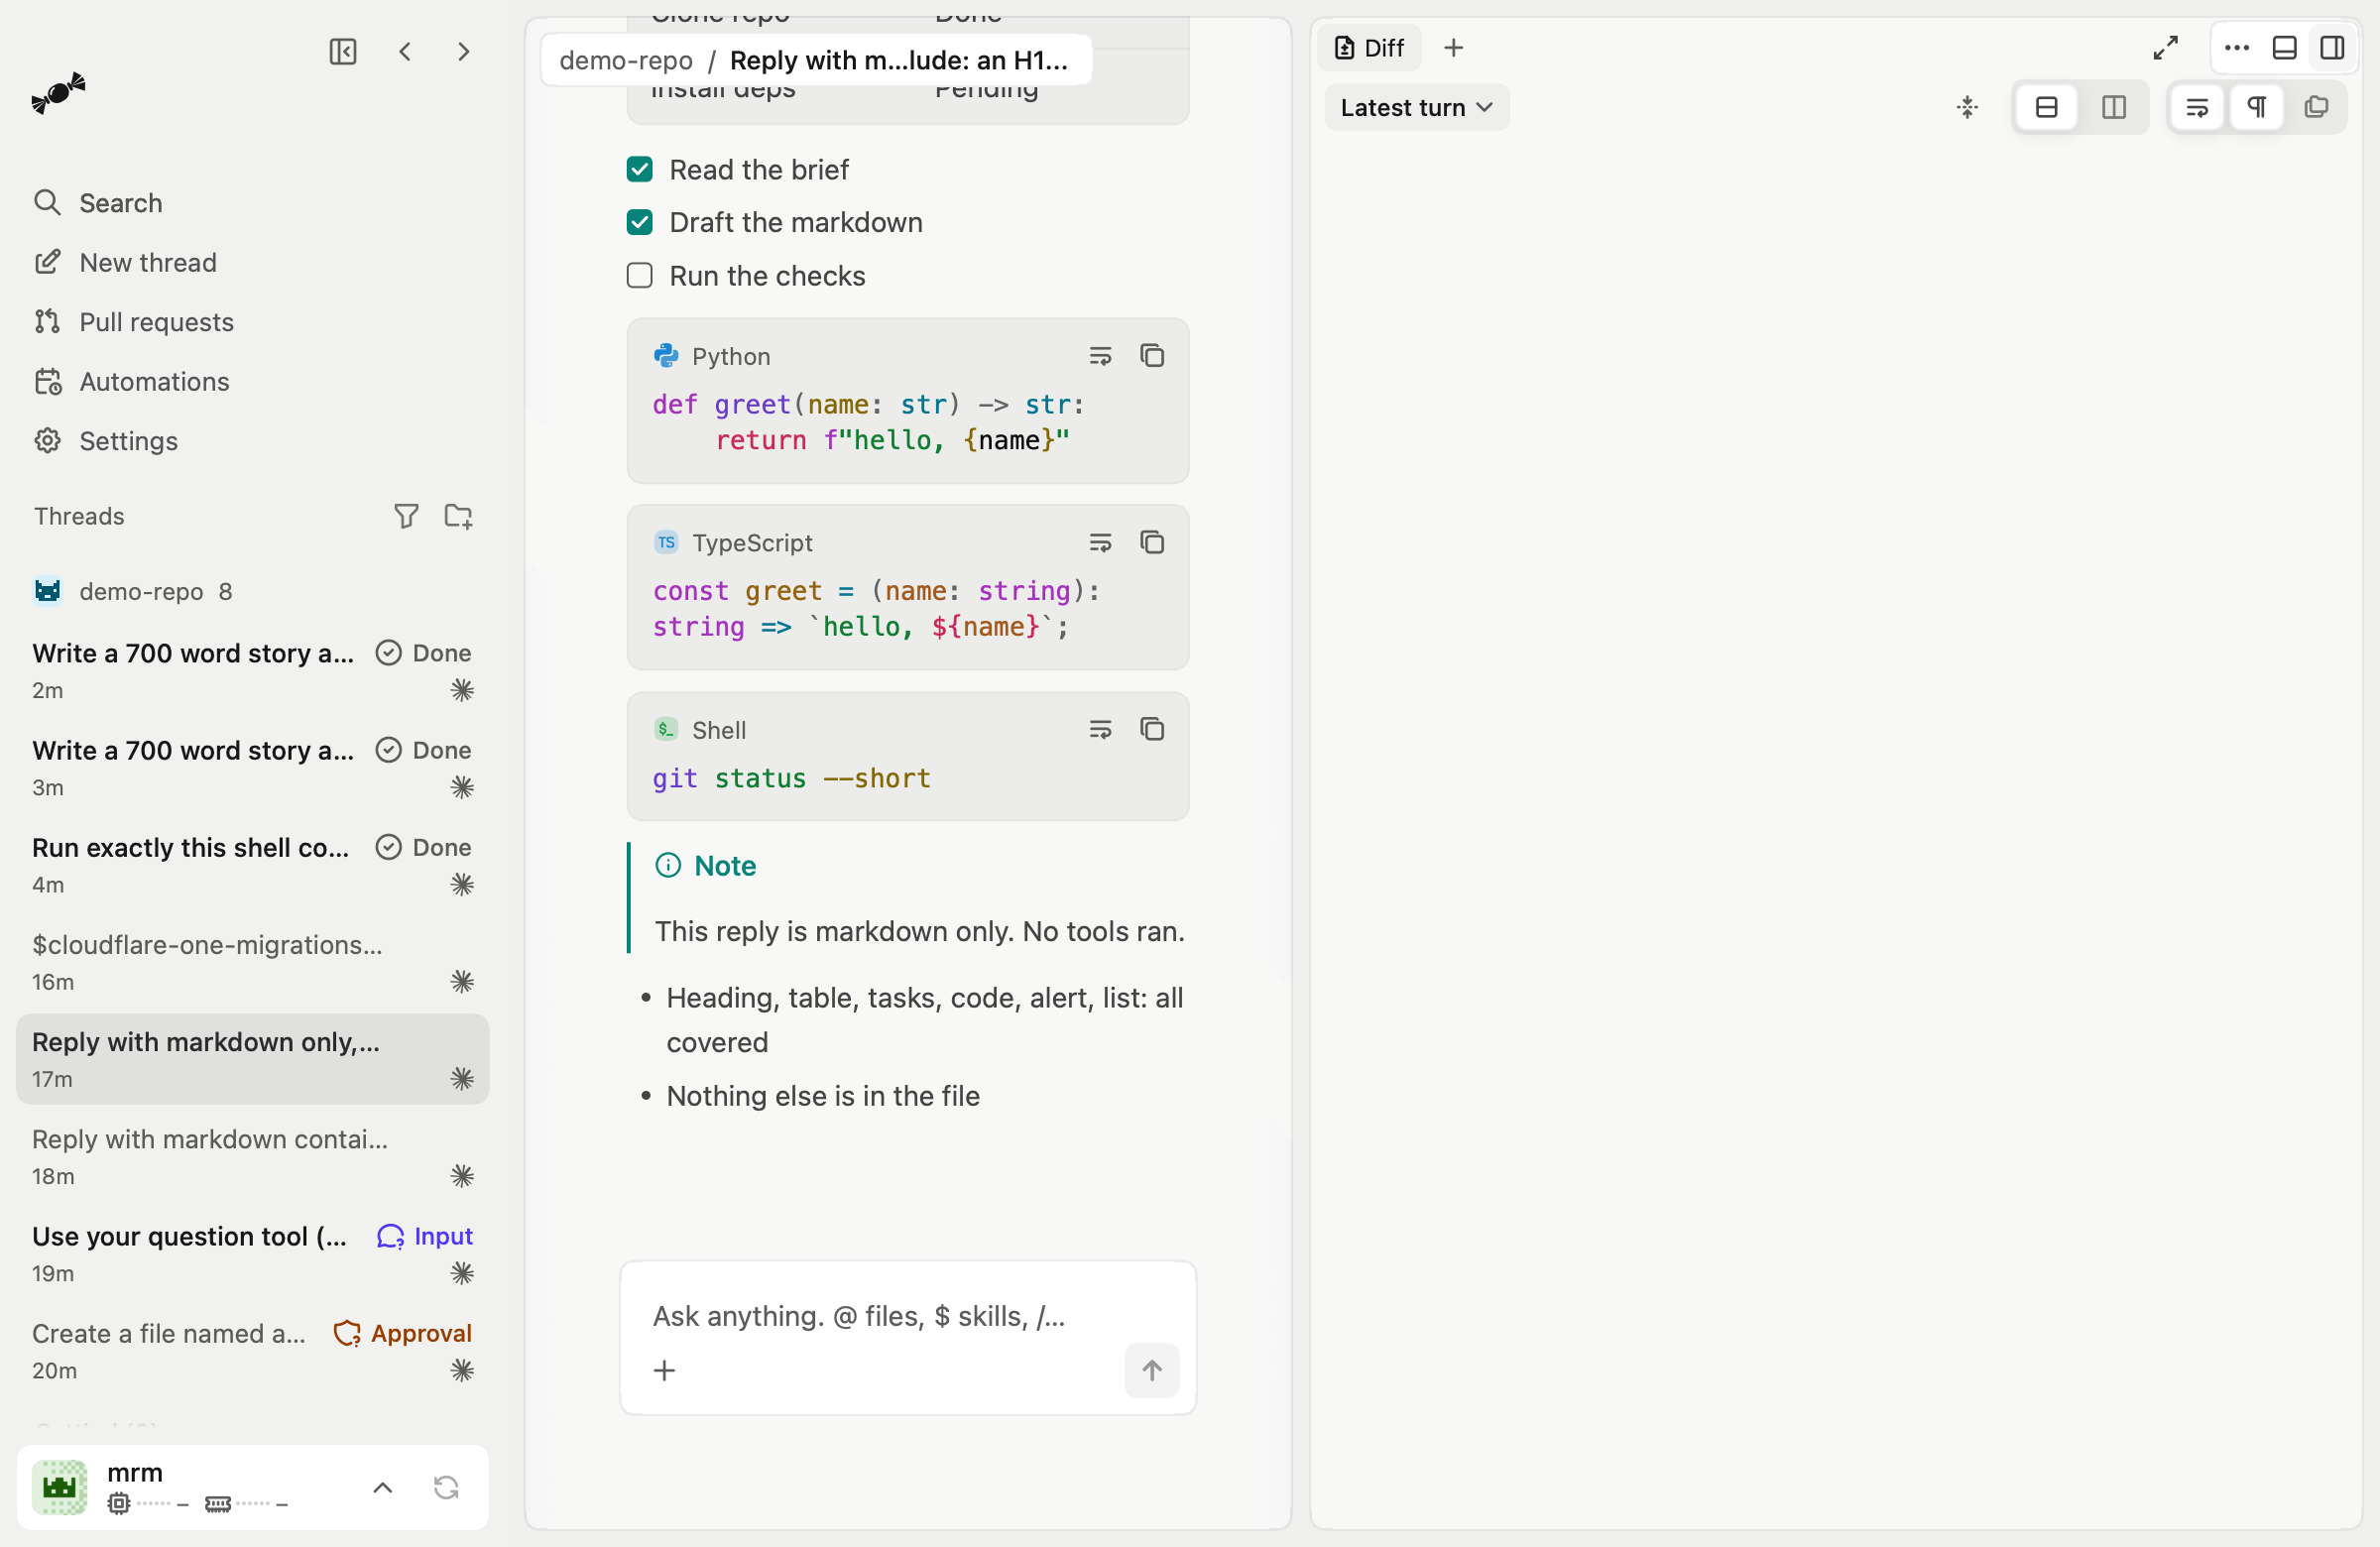 Search
New thread
Pull requests
Automations
Settings
Threads
demo-repo 8
Write a 700 word story a... Done
2m
Write a 700 word story a... Done
3m
Run exactly this shell co... Done
4m
$cloudflare-one-migrations...
16m
Reply with markdown only,...
17m
Reply with markdown contai...
18m
Use your question tool (... Input
19m
Create a file named a... Approval
20m
mrm
Clone repo Done
demo-repo / Reply with m...lude: an H1...
Install deps Pending
Read the brief
Draft the markdown
Run the checks
Python
def greet(name: str) -> str:
return f"hello, {name}"
TS TypeScript
const greet = (name: string):
string => `hello, ${name}`;
$_ Shell
git status --short
Note
This reply is markdown only. No tools ran.
• Heading, table, tasks, code, alert, list: all
covered
• Nothing else is in the file
Ask anything. @ files, $ skills, /...
Diff
Latest turn